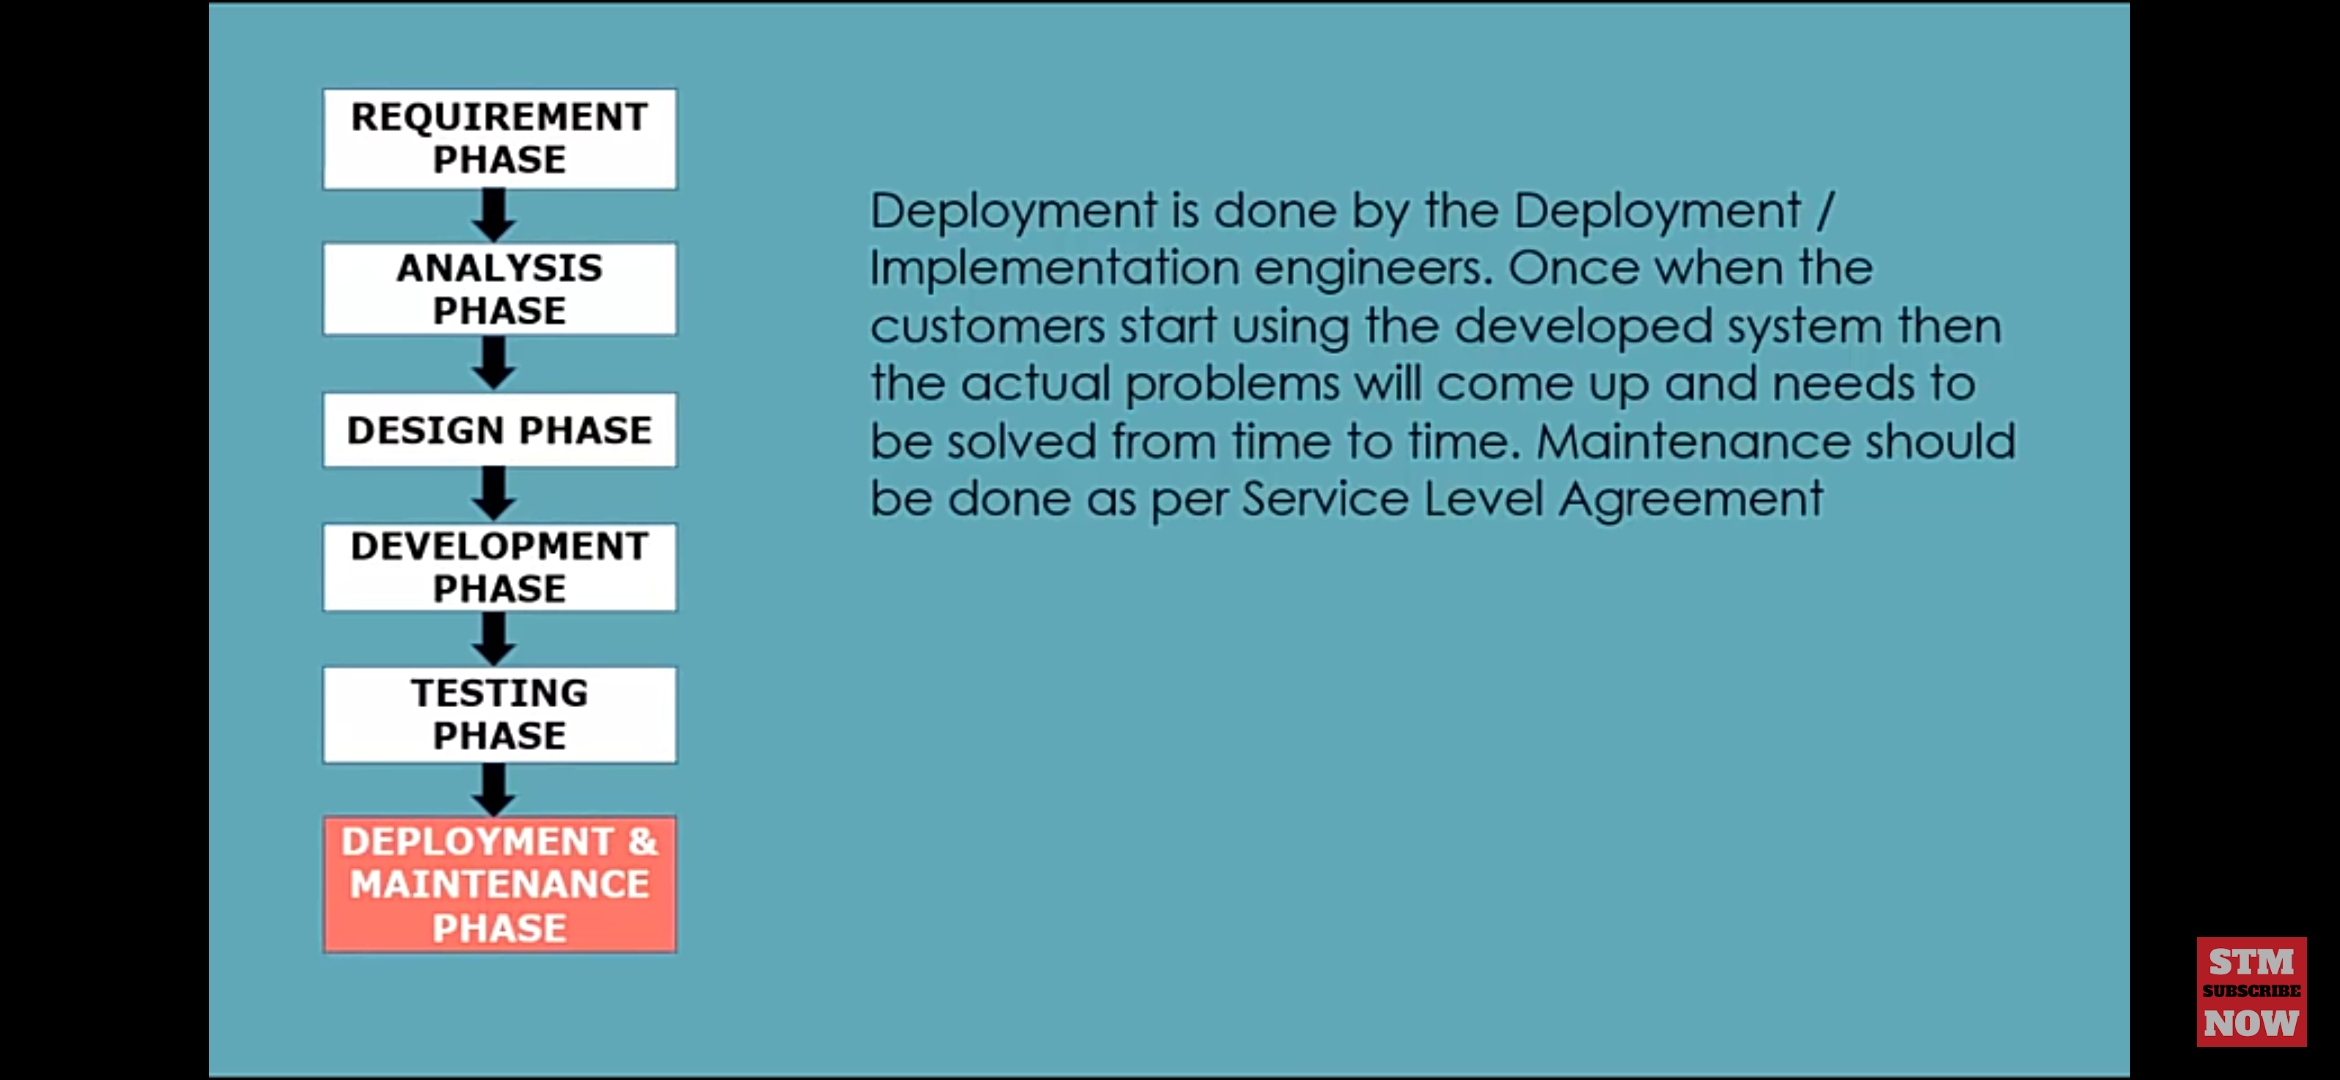 REQUIREMENT
PHASE
ANALYSIS
PHASE
DESIGN PHASE
DEVELOPMENT
PHASE
TESTING
PHASE
DEPLOYMENT &
MAINTENANCE
PHASE
Deployment is done by the Deployment /
Implementation engineers. Once when the
customers start using the developed system then
the actual problems will come up and needs to
be solved from time to time. Maintenance should
be done as per Service Level Agreement
STM
SUBSCRIBE
NOW